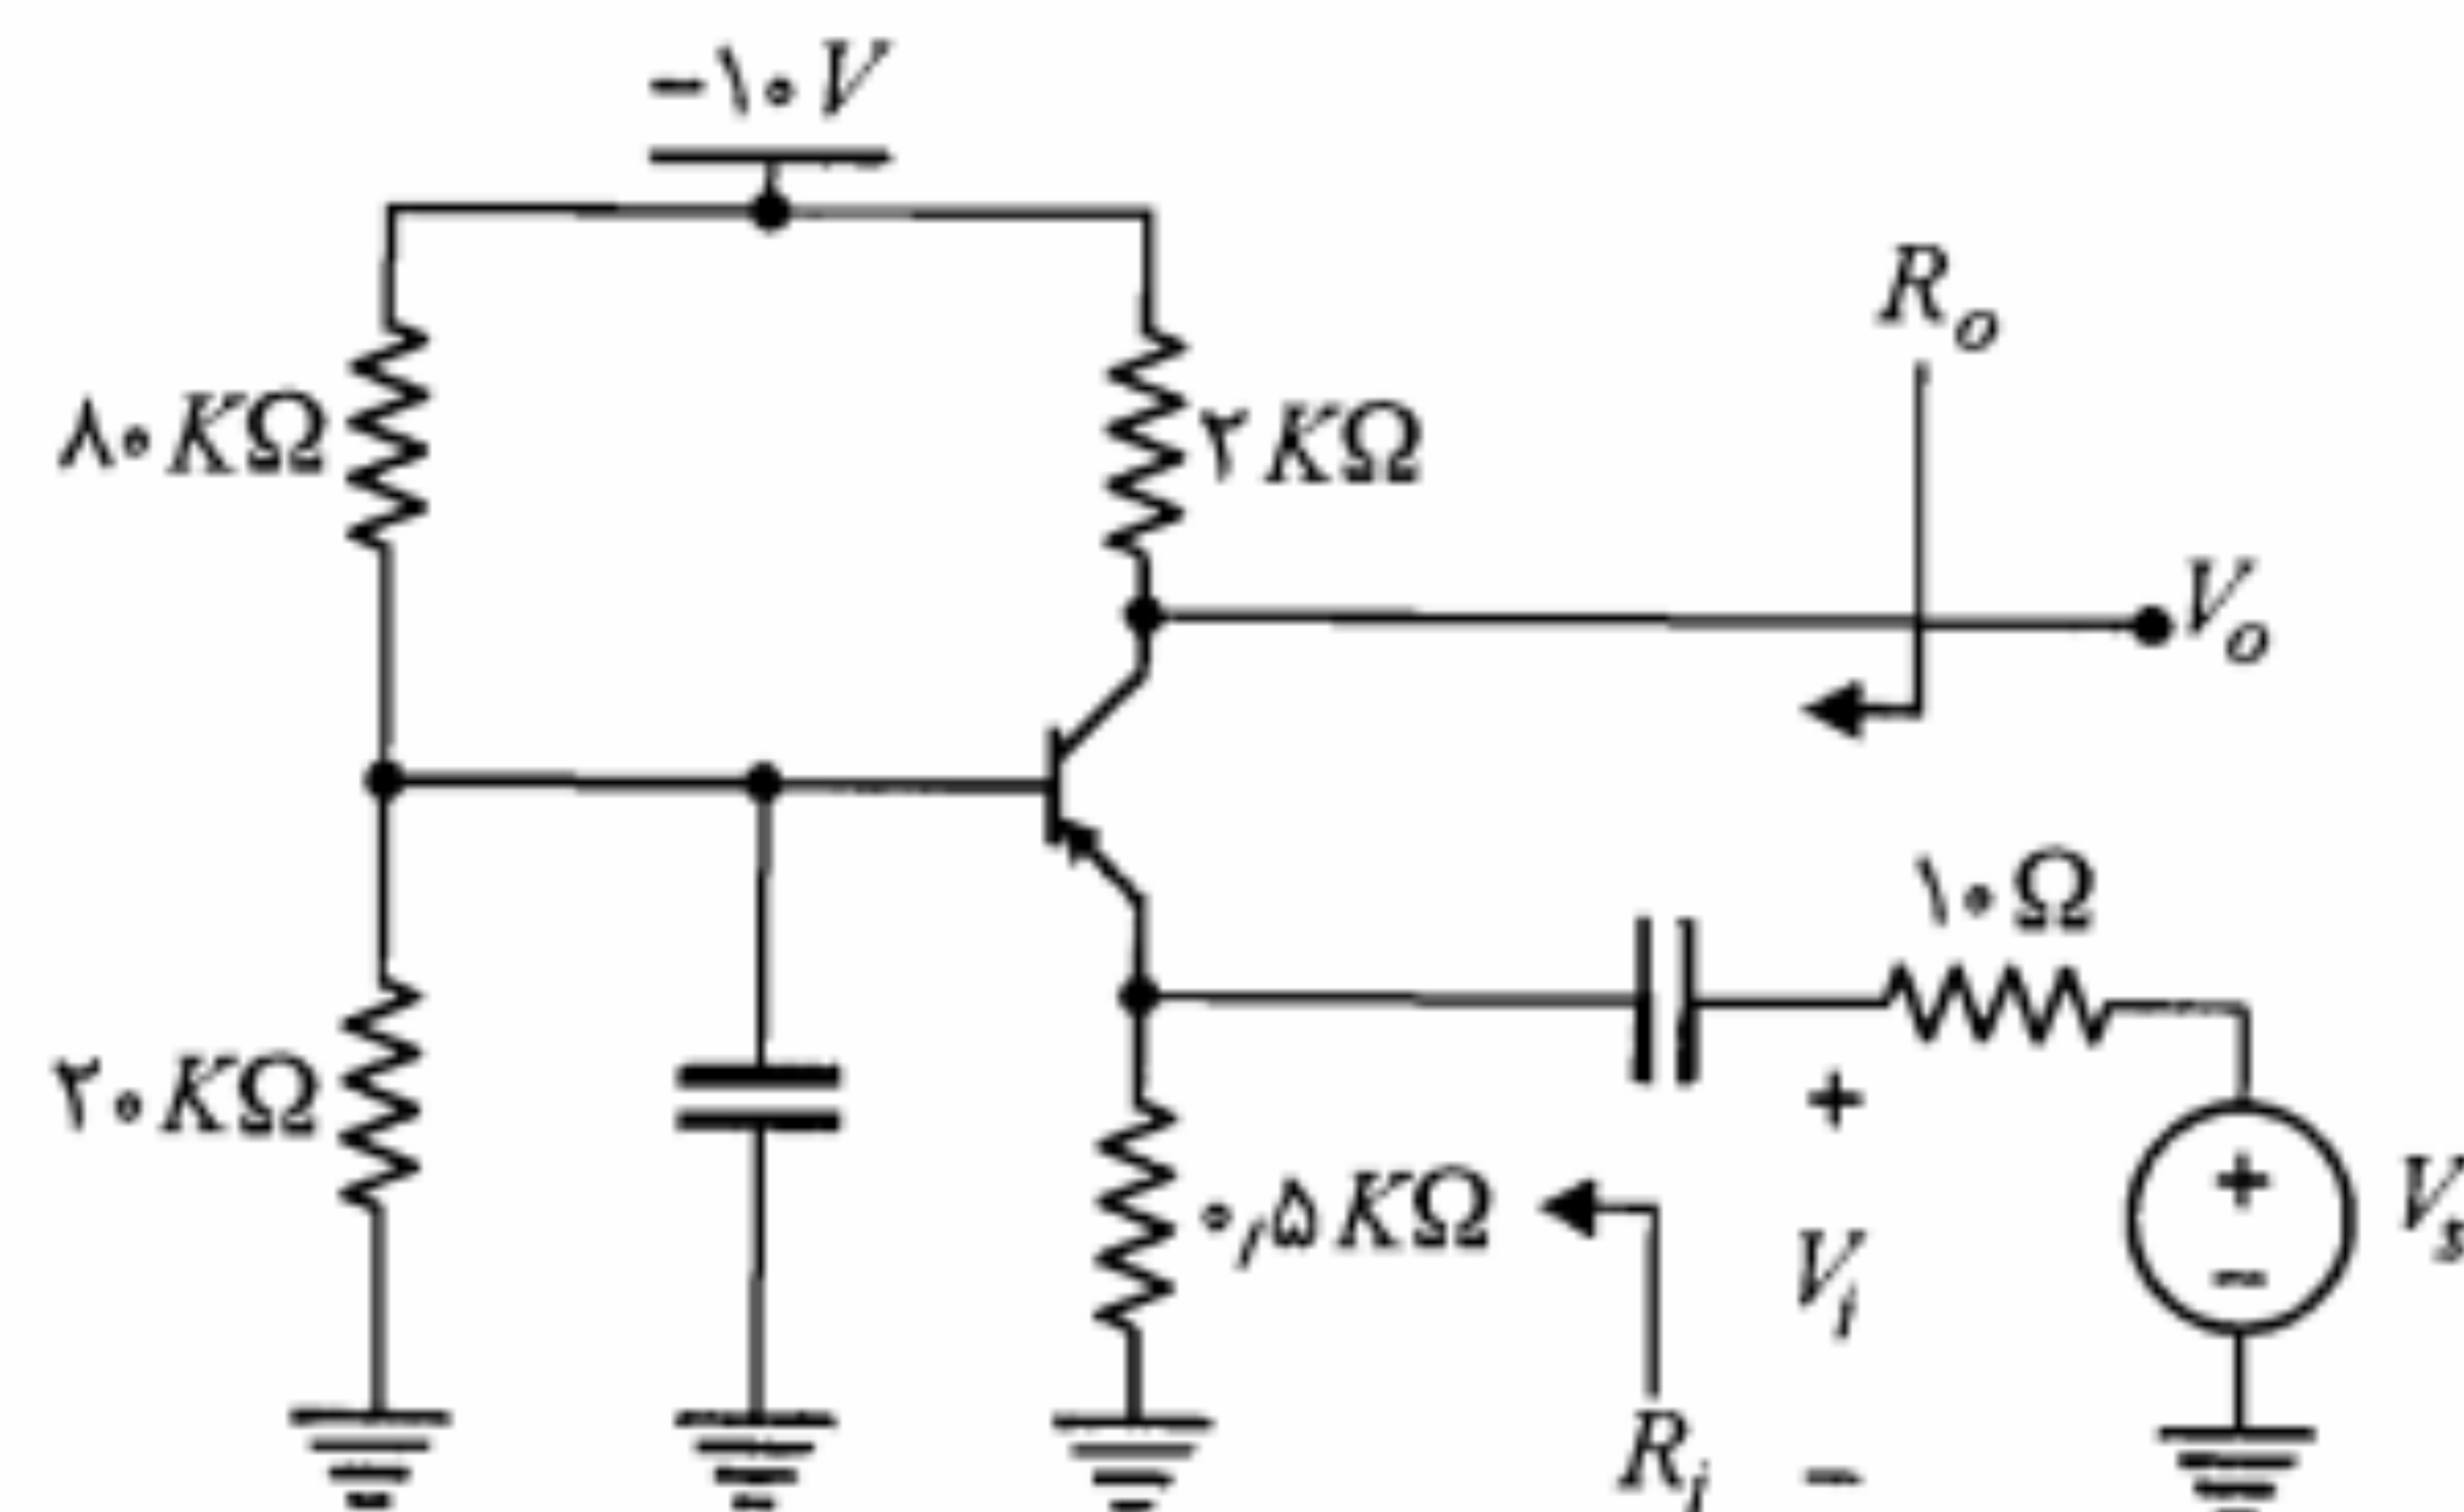 -۱۰V
R_o
۸۰KΩ
۲KΩ
V_o
۱۰Ω
۲۰KΩ
۰٫۵KΩ
+
V_i
-
R_i
+
-
V_s